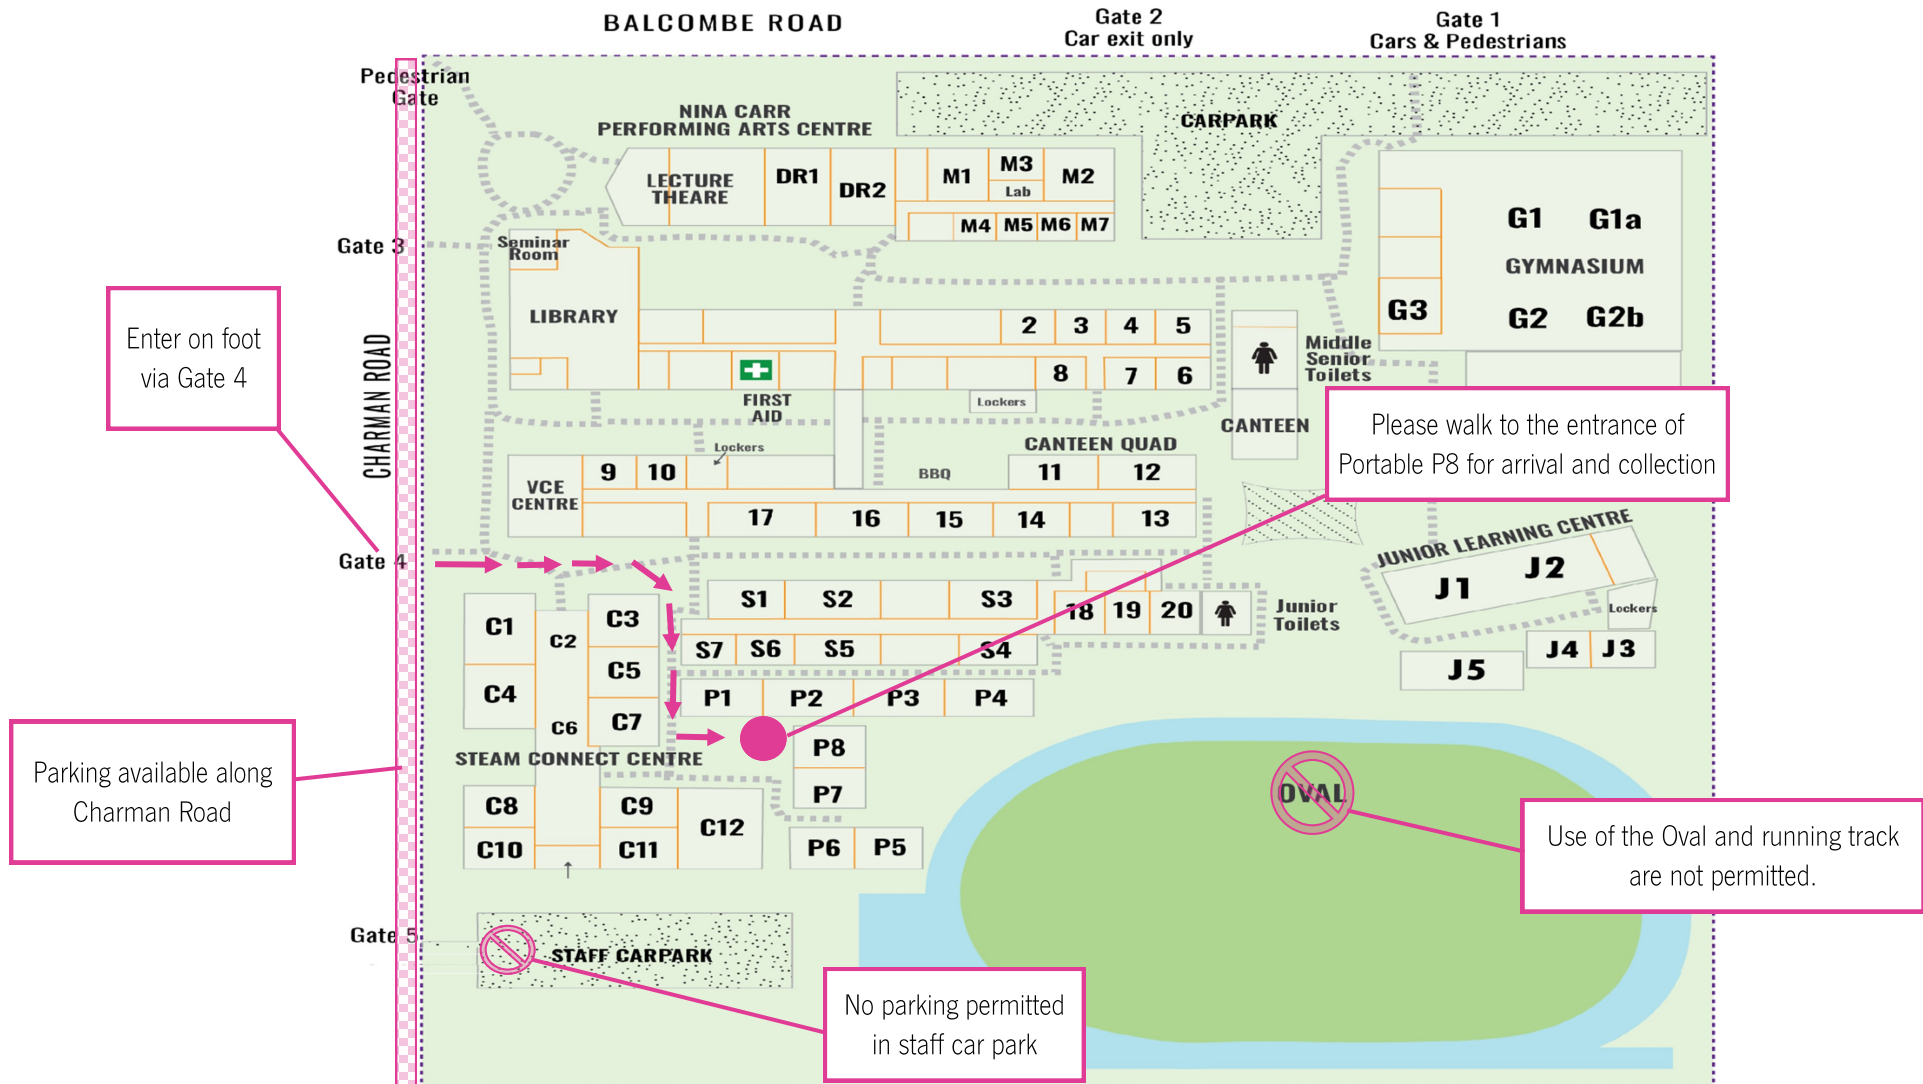 BALCOMBE ROAD
Gate 2
Car exit only
Gate 1
Cars & Pedestrians
Pedestrian
Gate
NINA CARR
PERFORMING ARTS CENTRE
CARPARK
LECTURE
THEARE
DR1
DR2
M1
M3
Lab
M2
M4
M5
M6
M7
G1
G1a
GYMNASIUM
G3
G2
G2b
Gate 3
Seminar
Room
LIBRARY
2
3
4
5
8
7
6
FIRST
AID
Lockers
Middle
Senior
Toilets
CANTEEN
Enter on foot
via Gate 4
CHARMAN ROAD
Please walk to the entrance of
Portable P8 for arrival and collection
Lockers
CANTEEN QUAD
VCE
CENTRE
9
10
BBQ
11
12
17
16
15
14
13
Gate 4
JUNIOR LEARNING CENTRE
J1
J2
Lockers
J4
J3
J5
C1
C2
C3
C4
C5
C6
C7
S1
S2
S3
18
19
20
Junior
Toilets
S7
S6
S5
S4
P1
P2
P3
P4
P8
P7
STEAM CONNECT CENTRE
C8
C9
C10
C11
C12
P6
P5
Parking available along
Charman Road
OVAL
Use of the Oval and running track
are not permitted.
Gate 5
STAFF CARPARK
No parking permitted
in staff car park